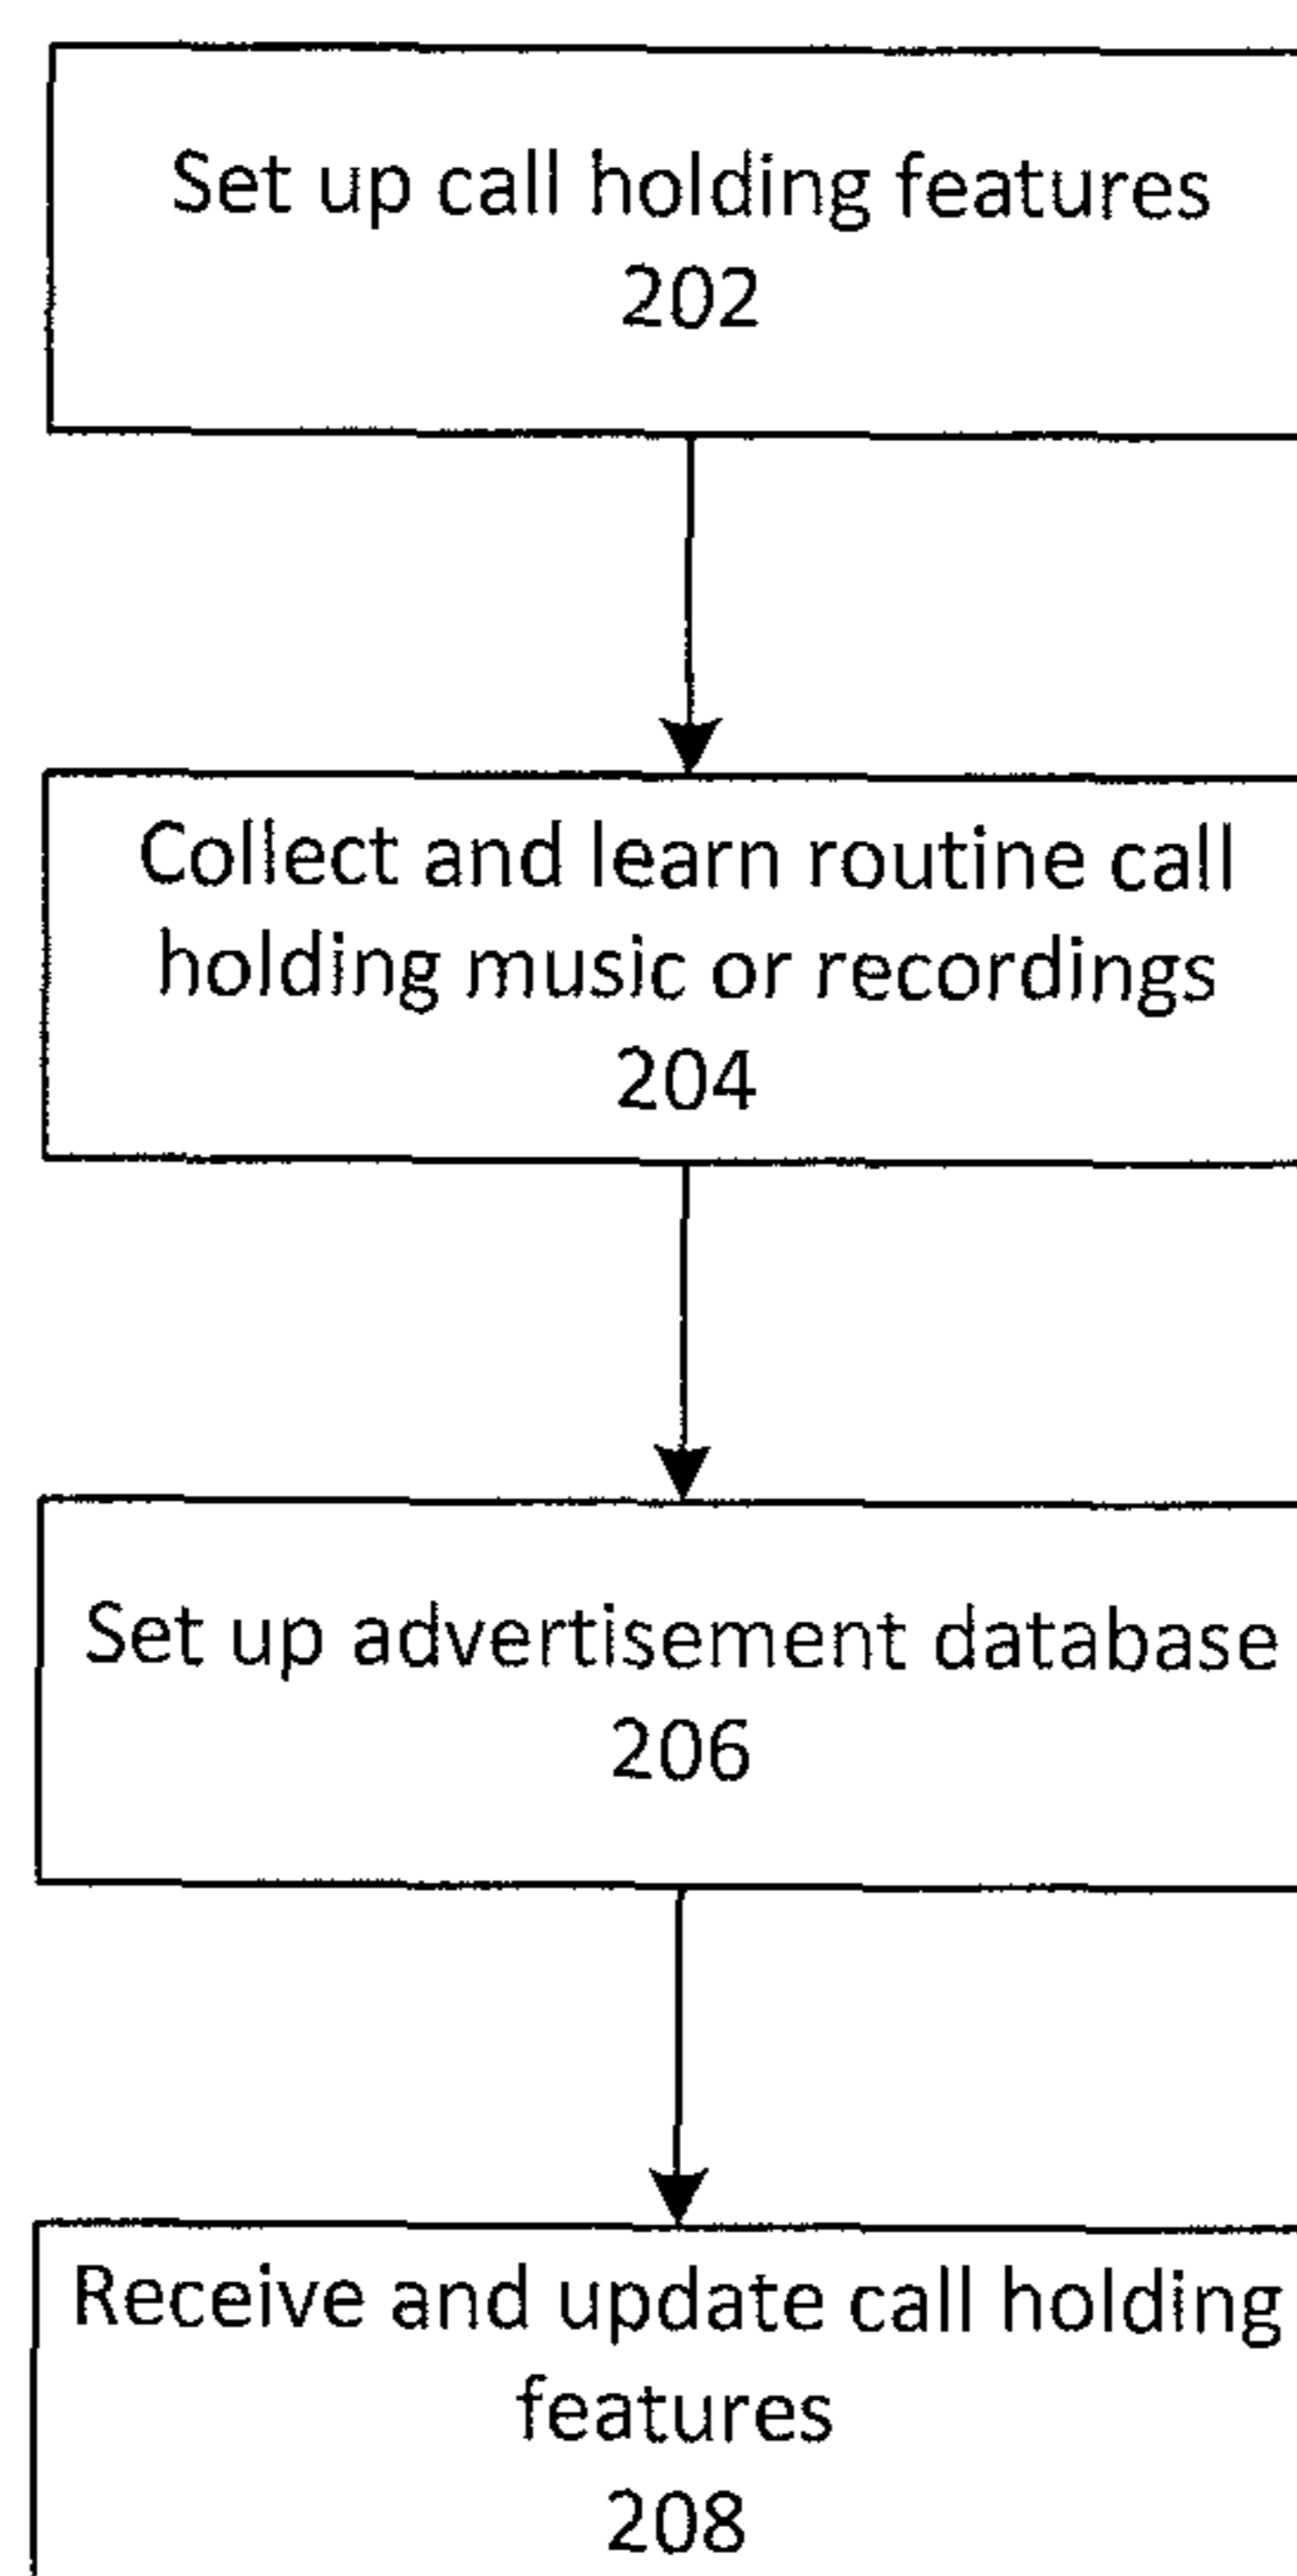 Set up call holding features
202
Collect and learn routine call
holding music or recordings
204
Set up advertisement database
206
Receive and update call holding
features
208